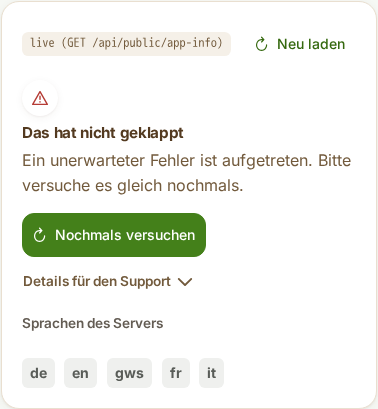 live (GET /api/public/app-info)
Neu laden
Das hat nicht geklappt
Ein unerwarteter Fehler ist aufgetreten. Bitte
versuche es gleich nochmals.
Nochmals versuchen
Details für den Support
Sprachen des Servers
de en gws fr it